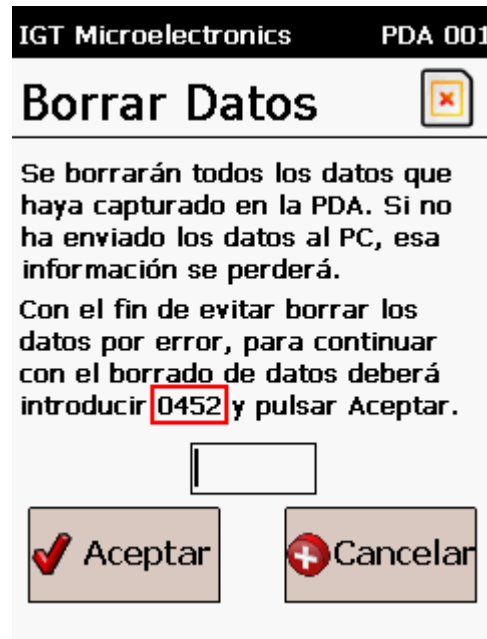 IGT Microelectronics PDA 001
Borrar Datos
Se borrarán todos los datos que
haya capturado en la PDA. Si no
ha enviado los datos al PC, esa
información se perderá.
Con el fin de evitar borrar los
datos por error, para continuar
con el borrado de datos deberá
introducir 0452 y pulsar Aceptar.
Aceptar Cancelar